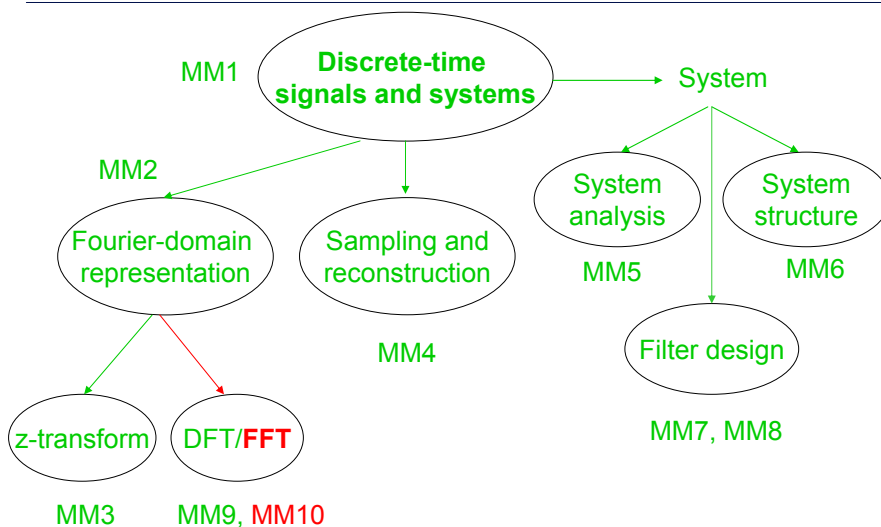 MM1
Discrete-time
signals and systems
System
MM2
Fourier-domain
representation
Sampling and
reconstruction
System
analysis
System
structure
MM5
MM6
MM4
Filter design
z-transform
DFT/FFT
MM7, MM8
MM3
MM9, MM10